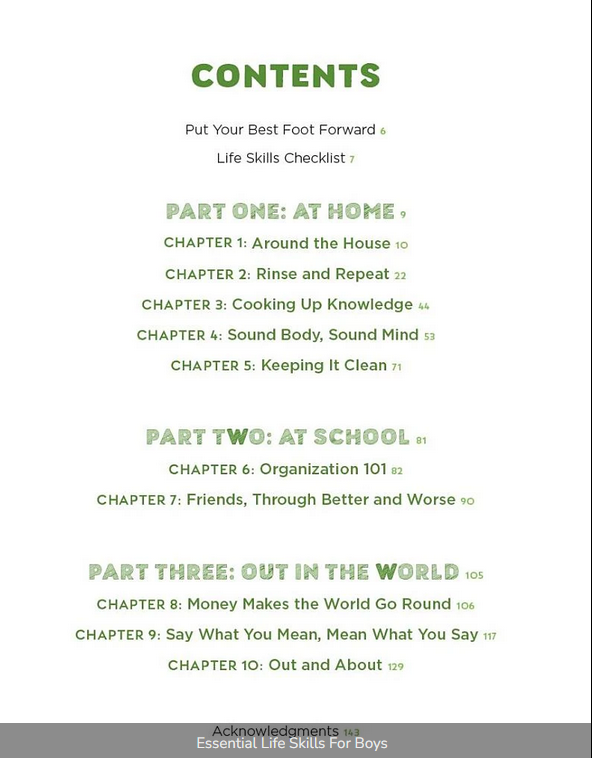 CONTENTS
Put Your Best Foot Forward 6
Life Skills Checklist 7
PART ONE: AT HOME 9
CHAPTER 1: Around the House 10
CHAPTER 2: Rinse and Repeat 22
CHAPTER 3: Cooking Up Knowledge 44
CHAPTER 4: Sound Body, Sound Mind 53
CHAPTER 5: Keeping It Clean 71
PART TWO: AT SCHOOL 81
CHAPTER 6: Organization 101 82
CHAPTER 7: Friends, Through Better and Worse 90
PART THREE: OUT IN THE WORLD 105
CHAPTER 8: Money Makes the World Go Round 106
CHAPTER 9: Say What You Mean, Mean What You Say 117
CHAPTER 10: Out and About 129
Acknowledgments 143
Essential Life Skills For Boys